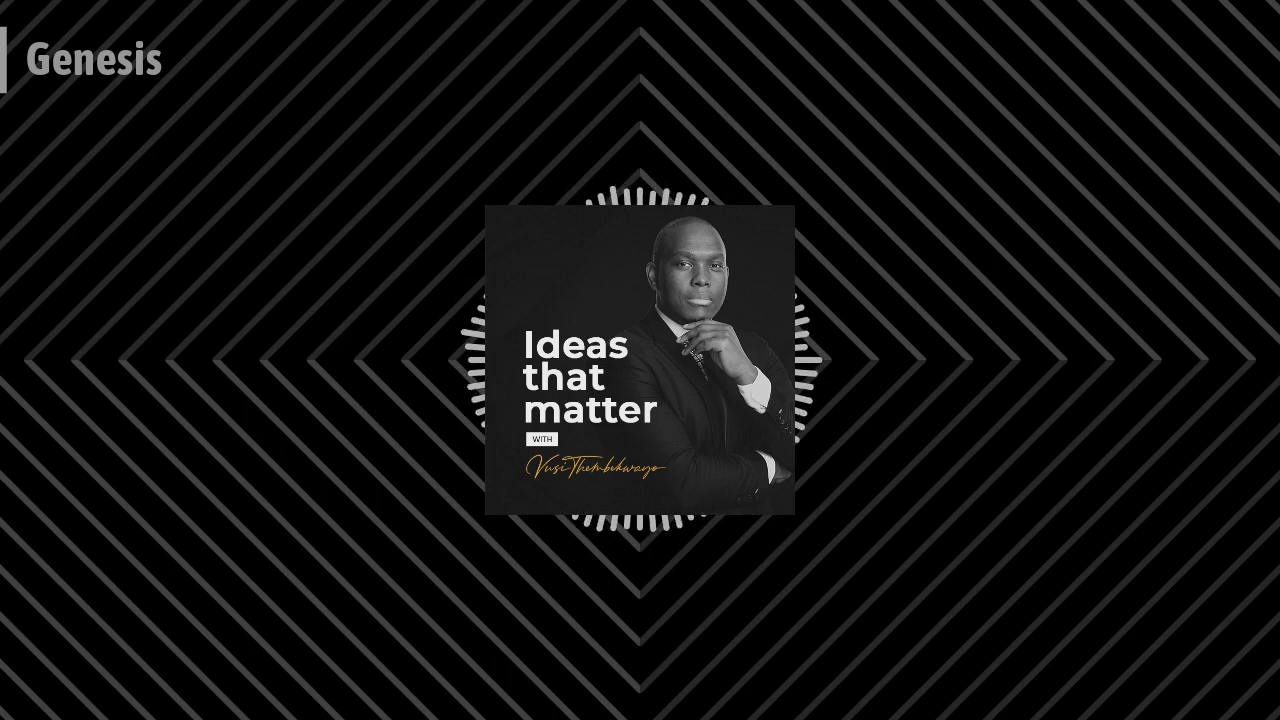 Genesis
Ideas
that
matter
WITH
Vusi Thembekwayo